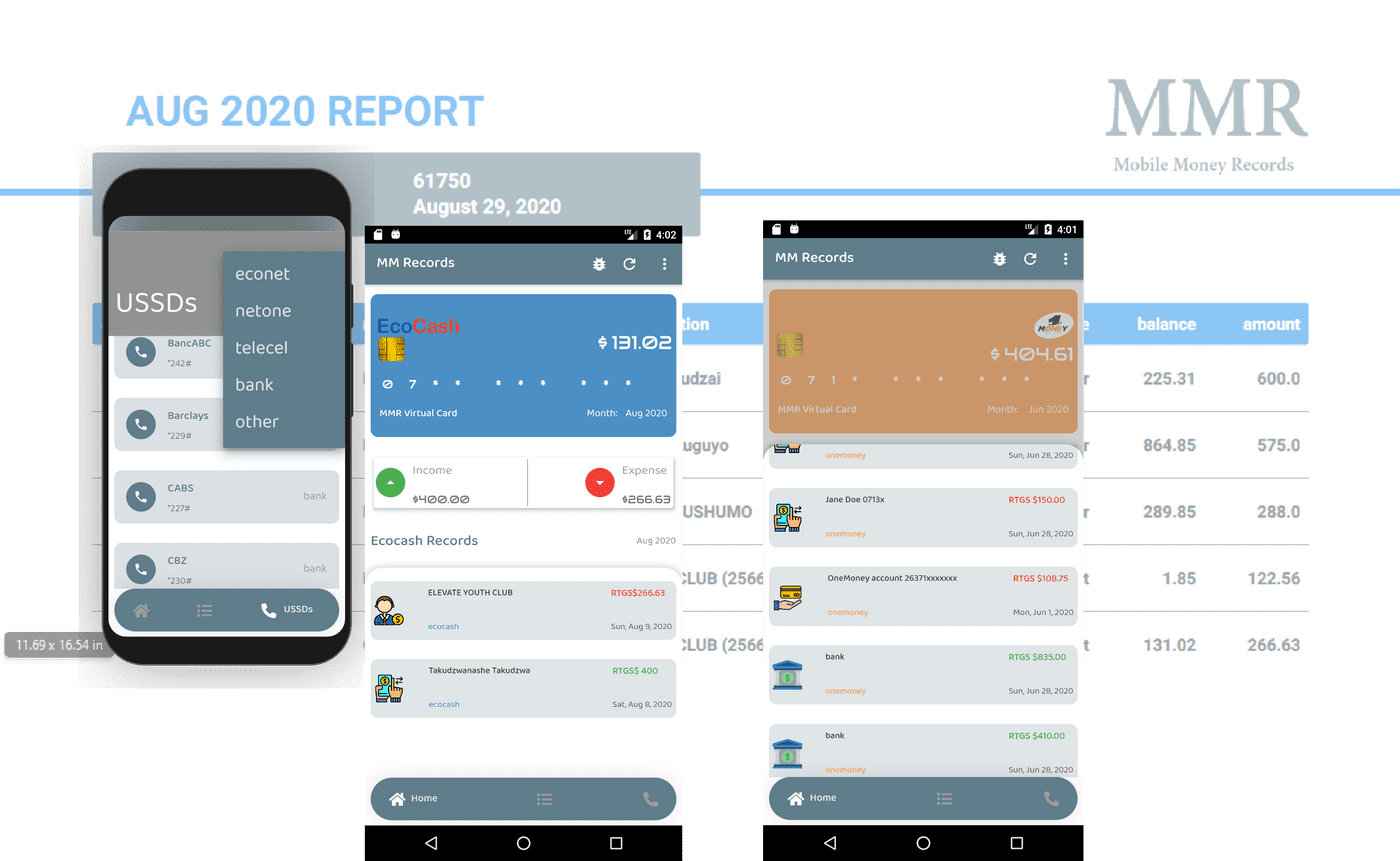 AUG 2020 REPORT
MMR
Mobile Money Records
61750
August 29, 2020
balance amount
225.31 600.0
864.85 575.0
USHUMO 289.85 288.0
CLUB (2566 1.85 122.56
CLUB (2566 131.02 266.63
11.69 x 16.54 in
USSDs
econet
netone
telecel
bank
other
BancABC
*242#
Barclays
*229#
CABS
*227#
bank
CBZ
*230#
bank
USSDs
4:02
MM Records
EcoCash
$ 131.02
0 7 * * * * * * * *
MMR Virtual Card Month: Aug 2020
Income Expense
$400.00 $266.63
Ecocash Records Aug 2020
ELEVATE YOUTH CLUB RTGS$266.63
ecocash Sun, Aug 9, 2020
Takudzwanashe Takudzwa RTGS$ 400
ecocash Sat, Aug 8, 2020
Home
4:01
MM Records
MONEY
$ 404.61
0 7 1 * * * * * * *
MMR Virtual Card Month: Jun 2020
onemoney Sun, Jun 28, 2020
Jane Doe 0713x RTGS $150.00
onemoney Sun, Jun 28, 2020
OneMoney account 26371xxxxxxx RTGS $108.75
onemoney Mon, Jun 1, 2020
bank RTGS $835.00
onemoney Sun, Jun 28, 2020
bank RTGS $410.00
onemoney Sun, Jun 28, 2020
Home